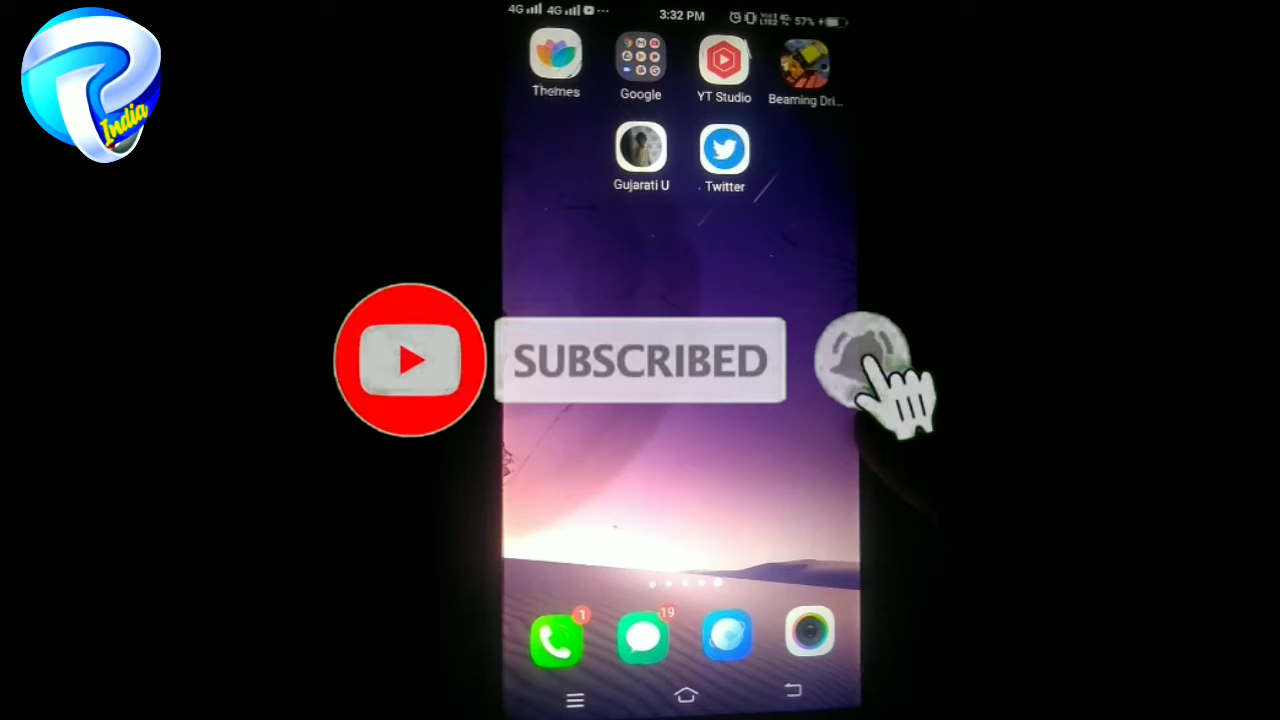 India
4G 4G 3:32 PM 57%
Themes
Google
YT Studio
Beaming Dri...
Gujarati U
Twitter
SUBSCRIBED
1
19